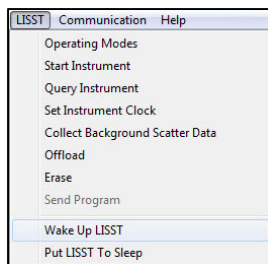 LISST Communication Help
Operating Modes
Start Instrument
Query Instrument
Set Instrument Clock
Collect Background Scatter Data
Offload
Erase
Send Program
Wake Up LISST
Put LISST To Sleep